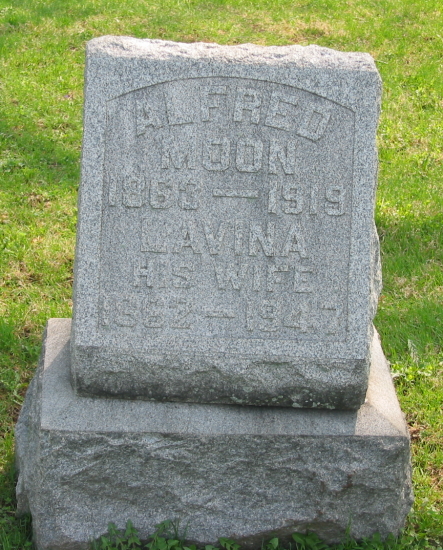 ALFRED
MOON
1919
LAVINA
HIS WIFE
1947